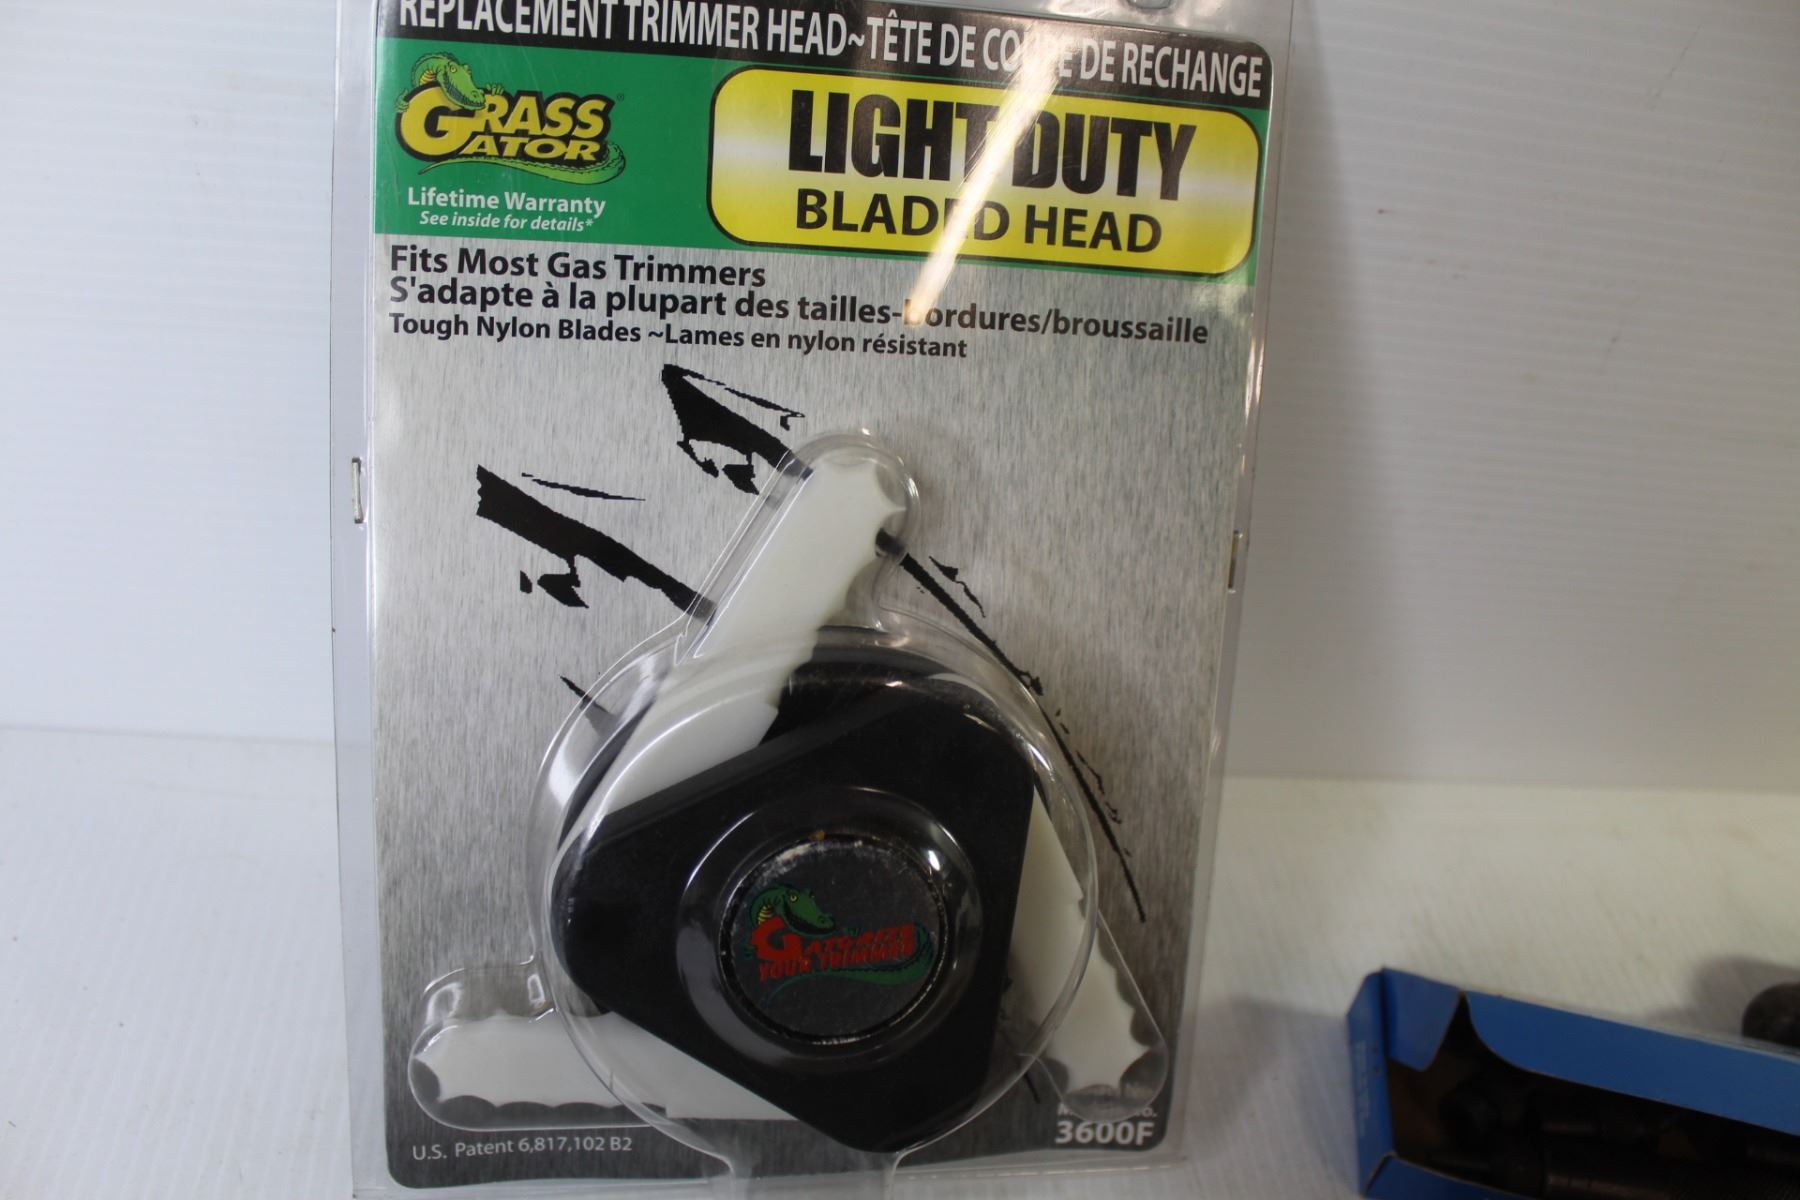 REPLACEMENT TRIMMER HEAD~TÊTE DE COUPE DE RECHANGE
GRASS GATOR®
Lifetime Warranty
See inside for details*
LIGHT DUTY
BLADED HEAD
Fits Most Gas Trimmers
S'adapte à la plupart des tailles-bordures/broussaille
Tough Nylon Blades ~Lames en nylon résistant
GATORIZE
YOUR TRIMMER
U.S. Patent 6,817,102 B2
3600F